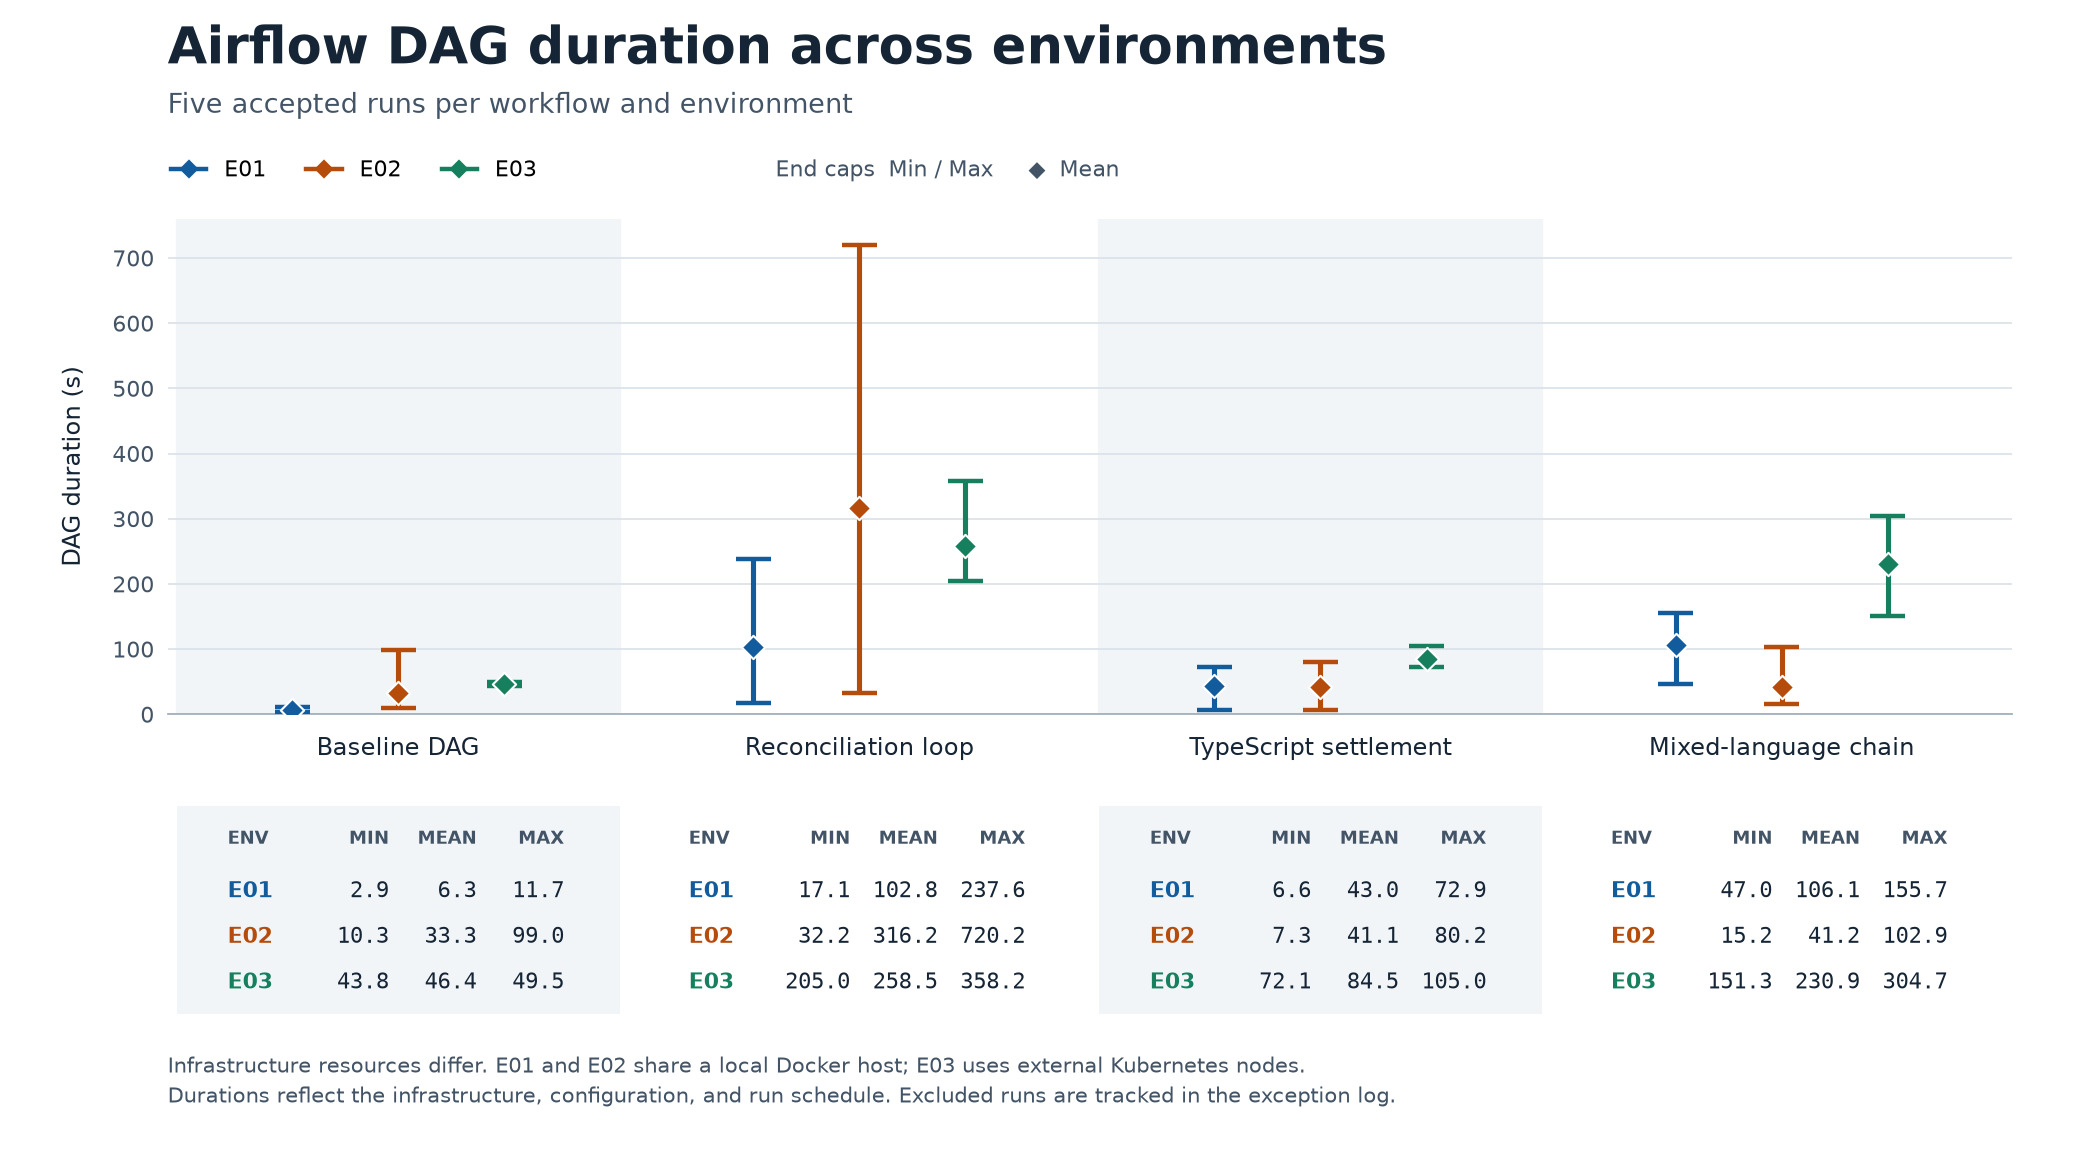 Airflow DAG duration across environments
Five accepted runs per workflow and environment
E01 E02 E03 End caps Min / Max Mean
700
600
500
400
300
200
100
0
DAG duration (s)
Baseline DAG Reconciliation loop TypeScript settlement Mixed-language chain
ENV MIN MEAN MAX ENV MIN MEAN MAX ENV MIN MEAN MAX ENV MIN MEAN MAX
E01 2.9 6.3 11.7 E01 17.1 102.8 237.6 E01 6.6 43.0 72.9 E01 47.0 106.1 155.7
E02 10.3 33.3 99.0 E02 32.2 316.2 720.2 E02 7.3 41.1 80.2 E02 15.2 41.2 102.9
E03 43.8 46.4 49.5 E03 205.0 258.5 358.2 E03 72.1 84.5 105.0 E03 151.3 230.9 304.7
Infrastructure resources differ. E01 and E02 share a local Docker host; E03 uses external Kubernetes nodes.
Durations reflect the infrastructure, configuration, and run schedule. Excluded runs are tracked in the exception log.